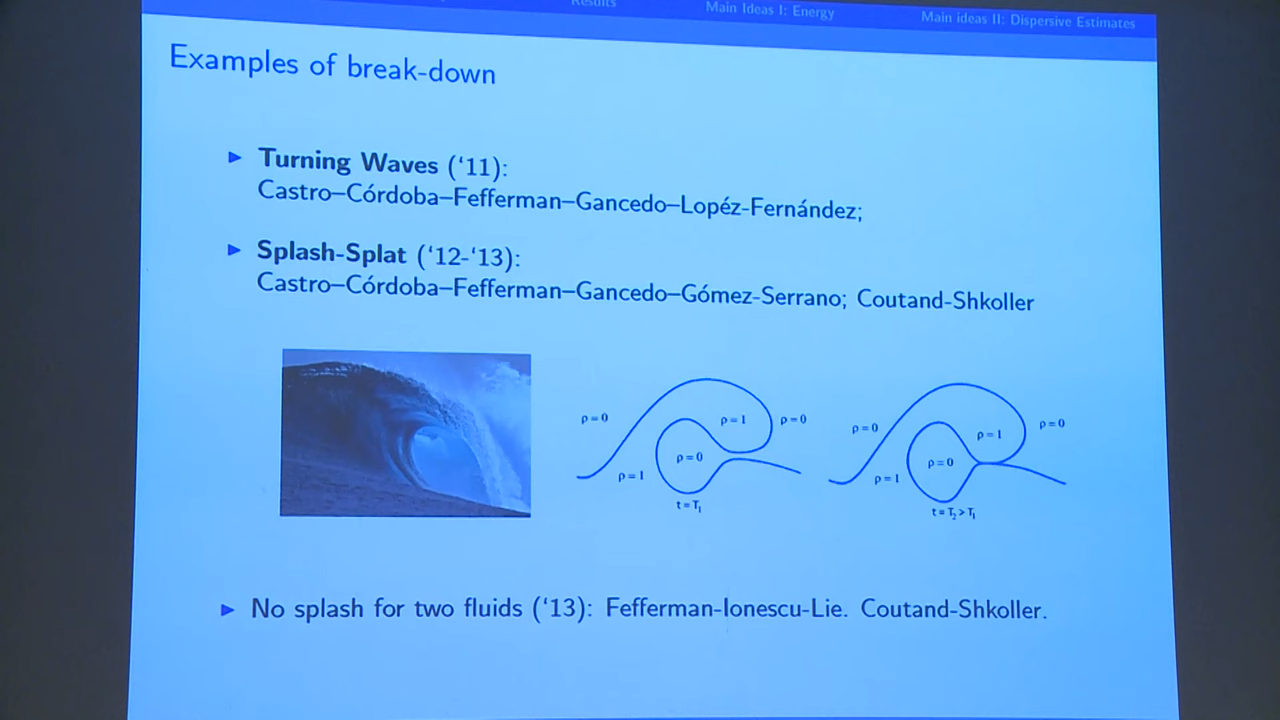 Results Main Ideas I: Energy Main ideas II: Dispersive Estimates
Examples of break-down
Turning Waves (‘11):
Castro–Córdoba–Fefferman–Gancedo–Lopéz-Fernández;
Splash-Splat (‘12-‘13):
Castro–Córdoba–Fefferman–Gancedo–Gómez-Serrano; Coutand-Shkoller
ρ = 0 ρ = 1 ρ = 0
ρ = 0
ρ = 1
t = T₁
ρ = 0 ρ = 1 ρ = 0
ρ = 0
ρ = 1
t = T₂ > T₁
No splash for two fluids (‘13): Fefferman-Ionescu-Lie. Coutand-Shkoller.